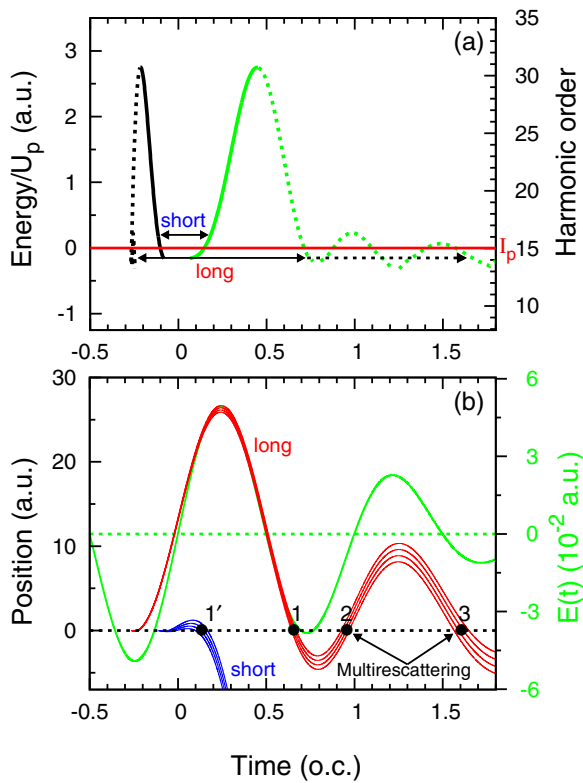 (a)
Energy/Up (a.u.)
3
2
1
0
-1
short
long
Ip
Harmonic order
35
30
25
20
15
10
-0.5
0
0.5
1.0
1.5
(b)
Position (a.u.)
30
20
10
0
long
short
1′
1
2
3
Multirescattering
E(t) (10-2 a.u.)
6
3
0
-3
-6
-0.5
0
0.5
1.0
1.5
Time (o.c.)